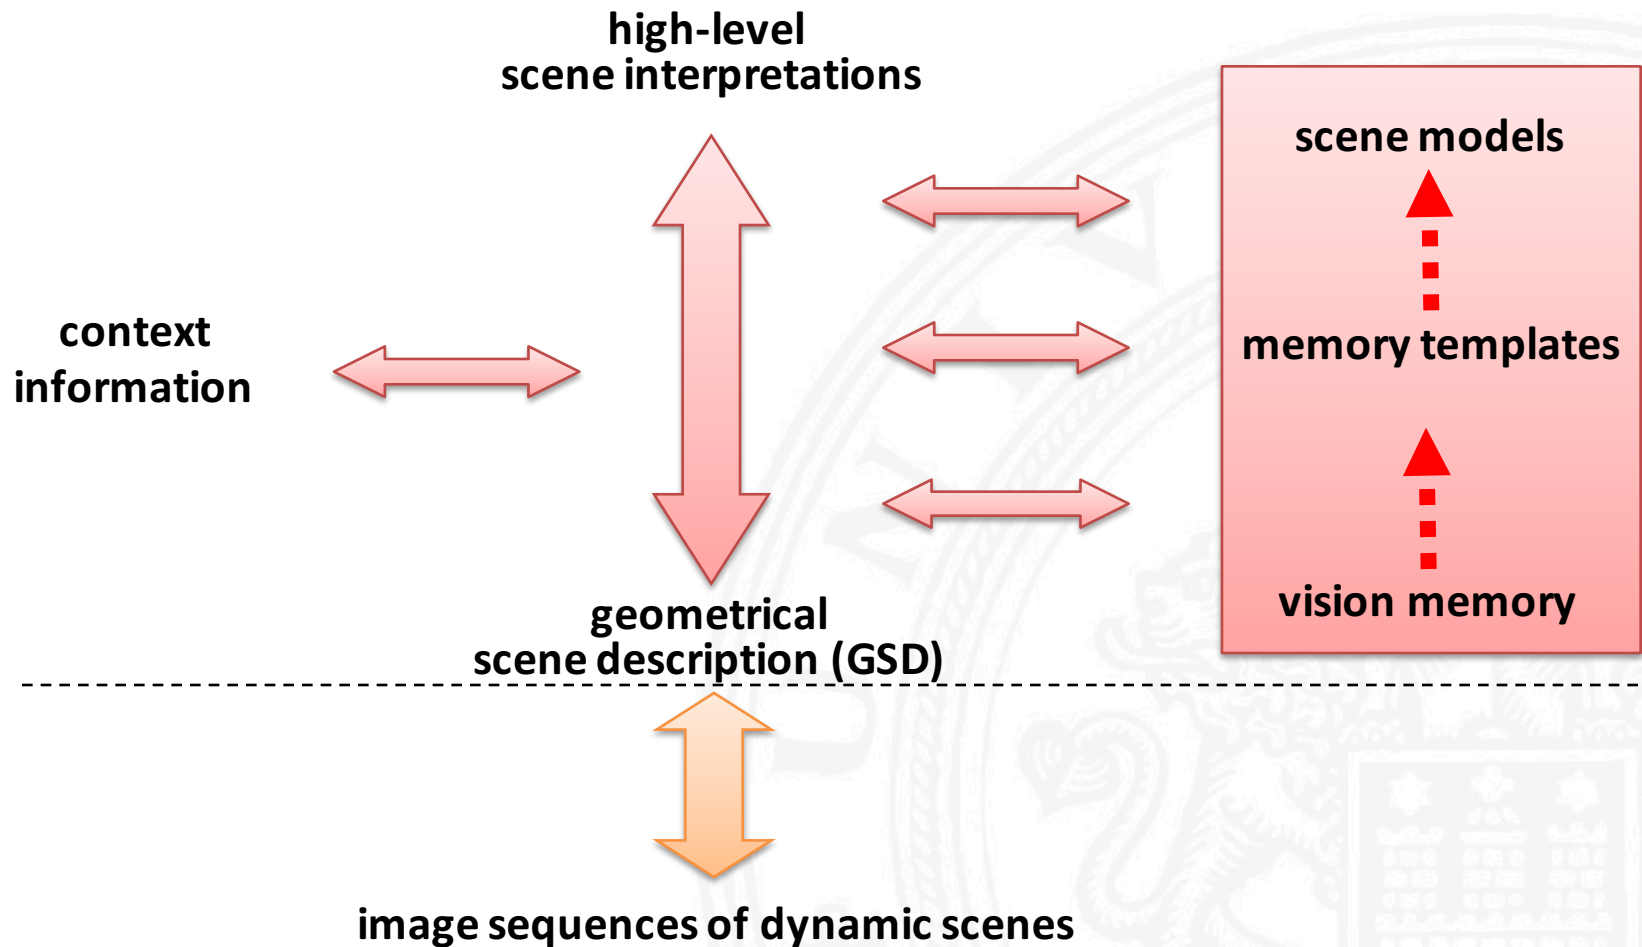 high-level
scene interpretations
scene models
context
information
memory templates
vision memory
geometrical
scene description (GSD)
image sequences of dynamic scenes
U N I V